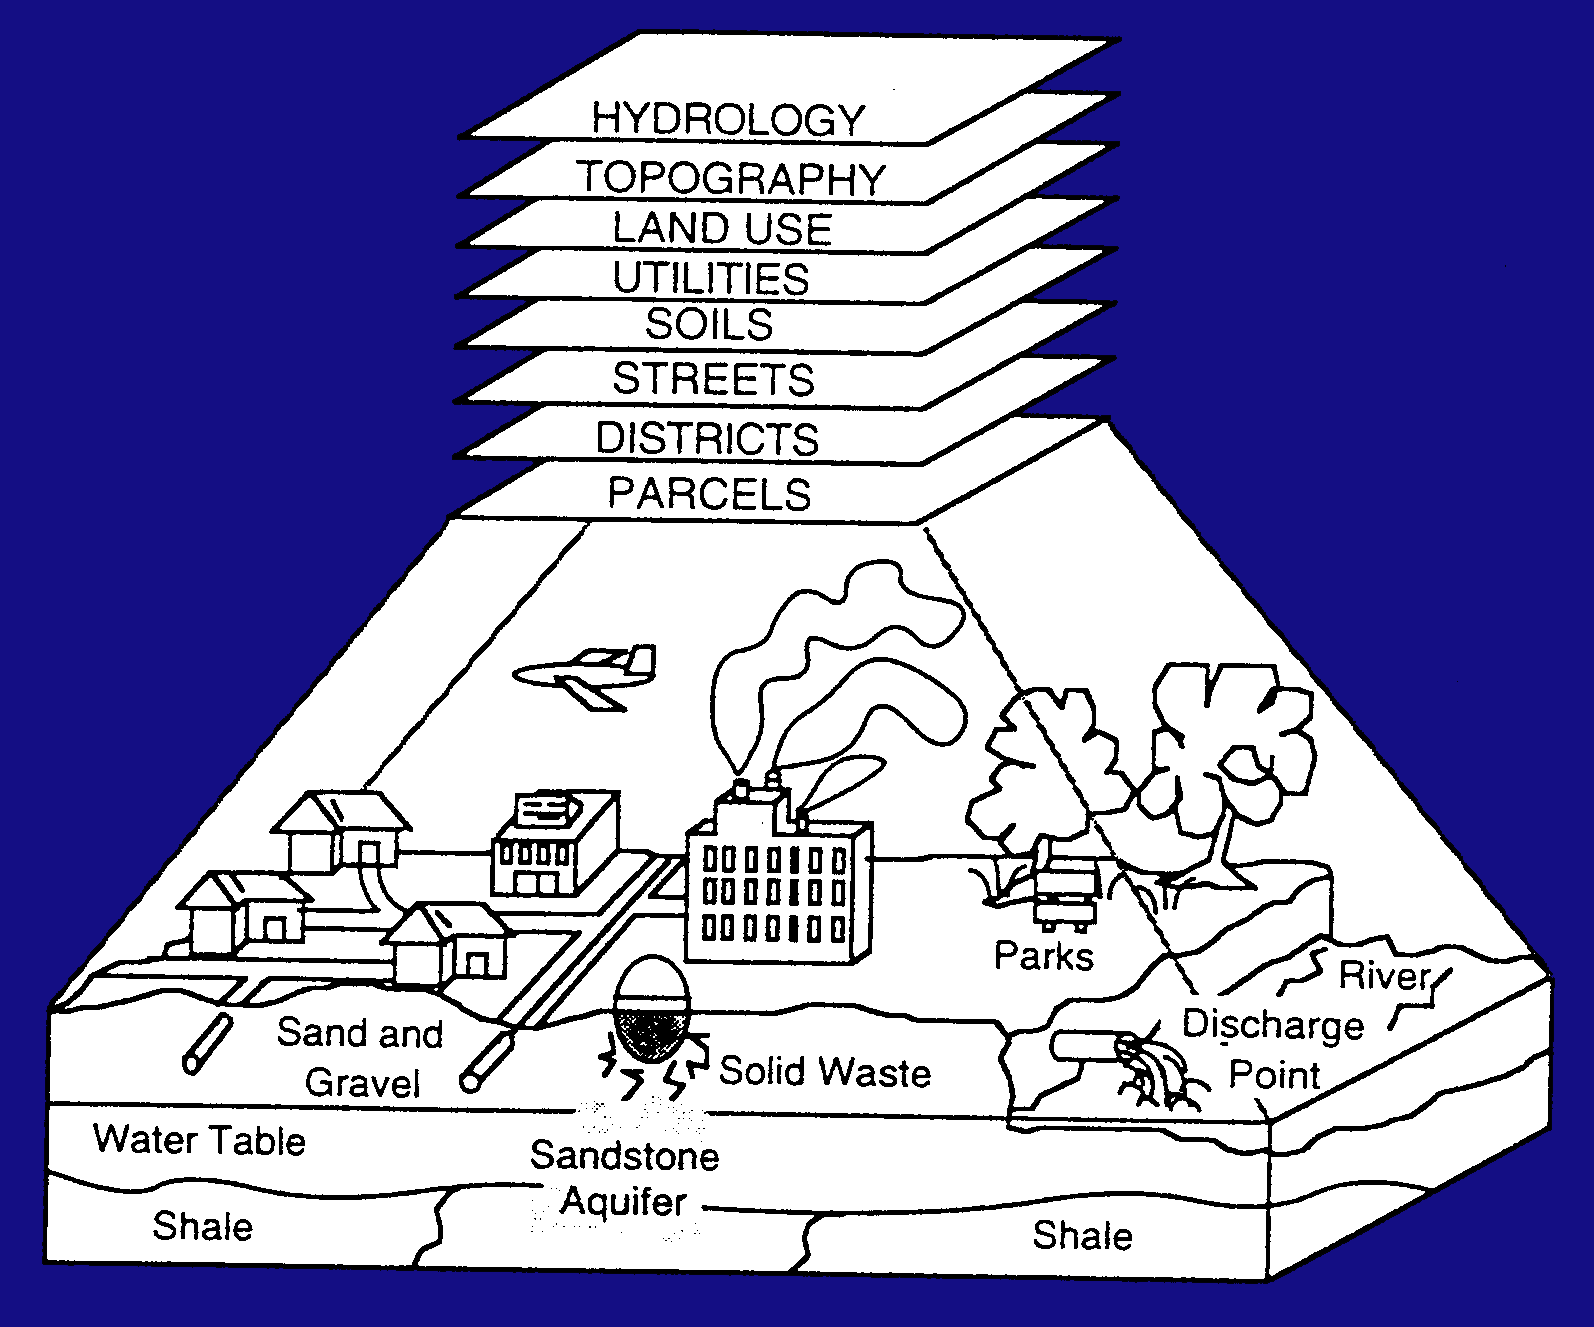 HYDROLOGY
TOPOGRAPHY
LAND USE
UTILITIES
SOILS
STREETS
DISTRICTS
PARCELS
Parks
River
Discharge
Point
Sand and
Gravel
Solid Waste
Water Table
Sandstone
Aquifer
Shale
Shale